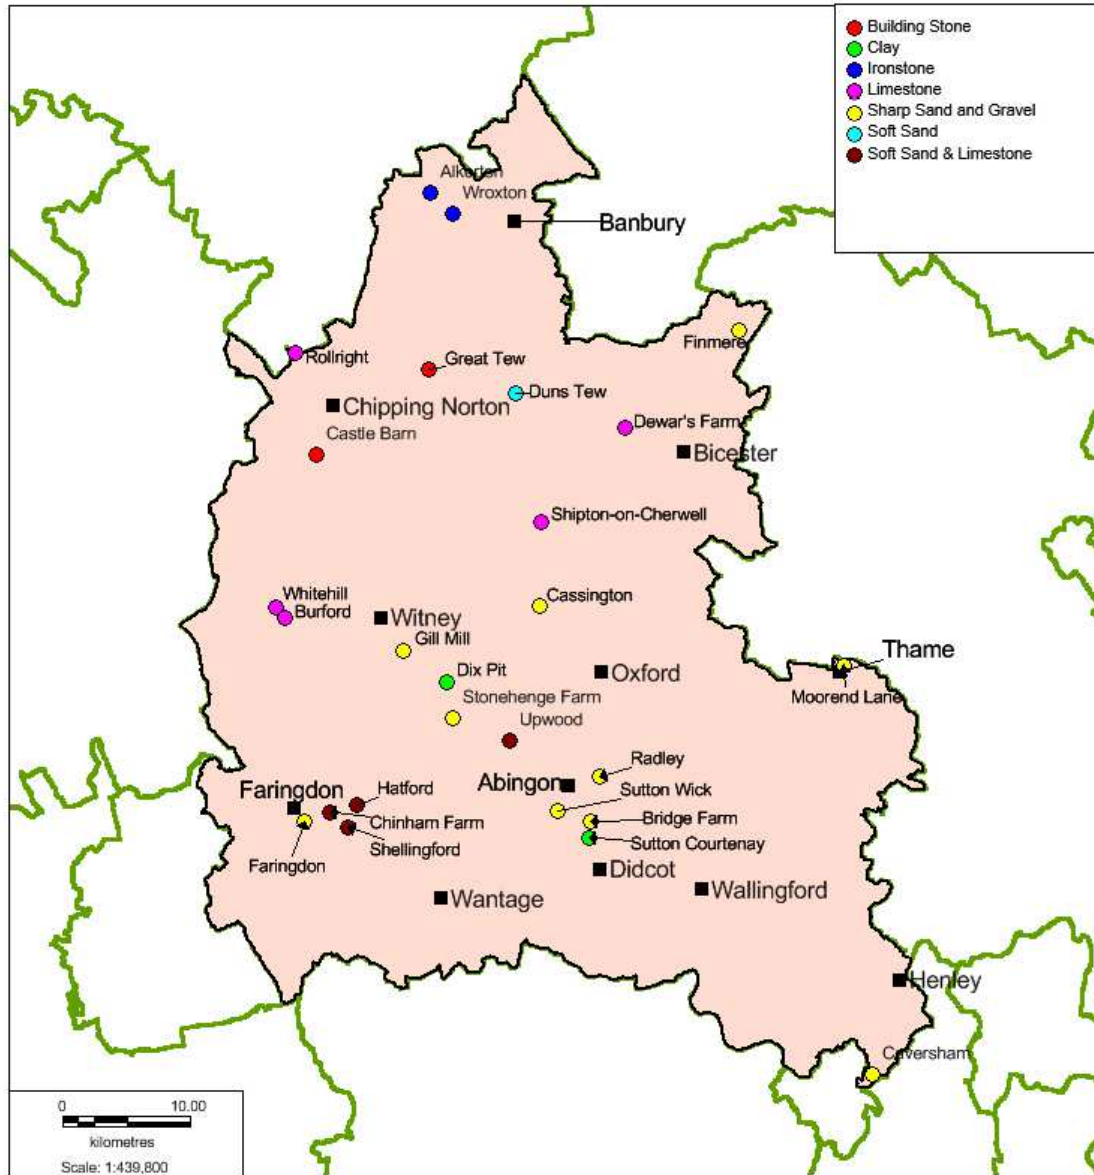 Building Stone
Clay
Ironstone
Limestone
Sharp Sand and Gravel
Soft Sand
Soft Sand & Limestone
Alkerton
Wroxton
Banbury
Finmere
Rollright
Great Tew
Duns Tew
Chipping Norton
Dewar's Farm
Castle Barn
Bicester
Shipton-on-Cherwell
Whitehill
Cassington
Burford
Witney
Gill Mill
Thame
Dix Pit
Oxford
Stonehenge Farm
Moorend Lane
Upwood
Radley
Abingon
Faringdon
Hatford
Sutton Wick
Chinham Farm
Bridge Farm
Shellingford
Sutton Courtenay
Faringdon
Didcot
Wallingford
Wantage
Henley
Caversham
0 10.00
kilometres
Scale: 1:439,800